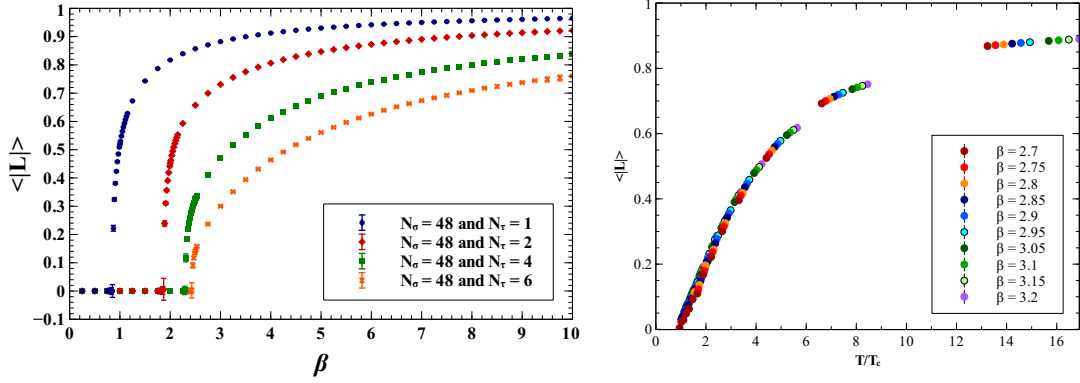 1
0.9
0.8
0.7
0.6
0.5
0.4
0.3
0.2
0.1
0
−0.1
<|L|>
0 1 2 3 4 5 6 7 8 9 10
β
Nσ = 48 and Nτ = 1
Nσ = 48 and Nτ = 2
Nσ = 48 and Nτ = 4
Nσ = 48 and Nτ = 6
1
0.8
0.6
0.4
0.2
0
<|L|>
0 2 4 6 8 10 12 14 16
T/Tc
β = 2.7
β = 2.75
β = 2.8
β = 2.85
β = 2.9
β = 2.95
β = 3.05
β = 3.1
β = 3.15
β = 3.2